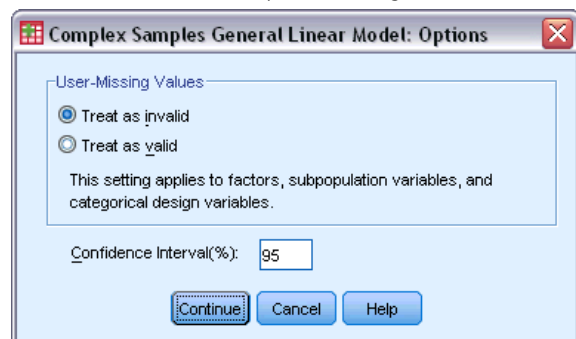 Complex Samples General Linear Model: Options
User-Missing Values
Treat as invalid
Treat as valid
This setting applies to factors, subpopulation variables, and
categorical design variables.
Confidence Interval(%): 95
Continue Cancel Help